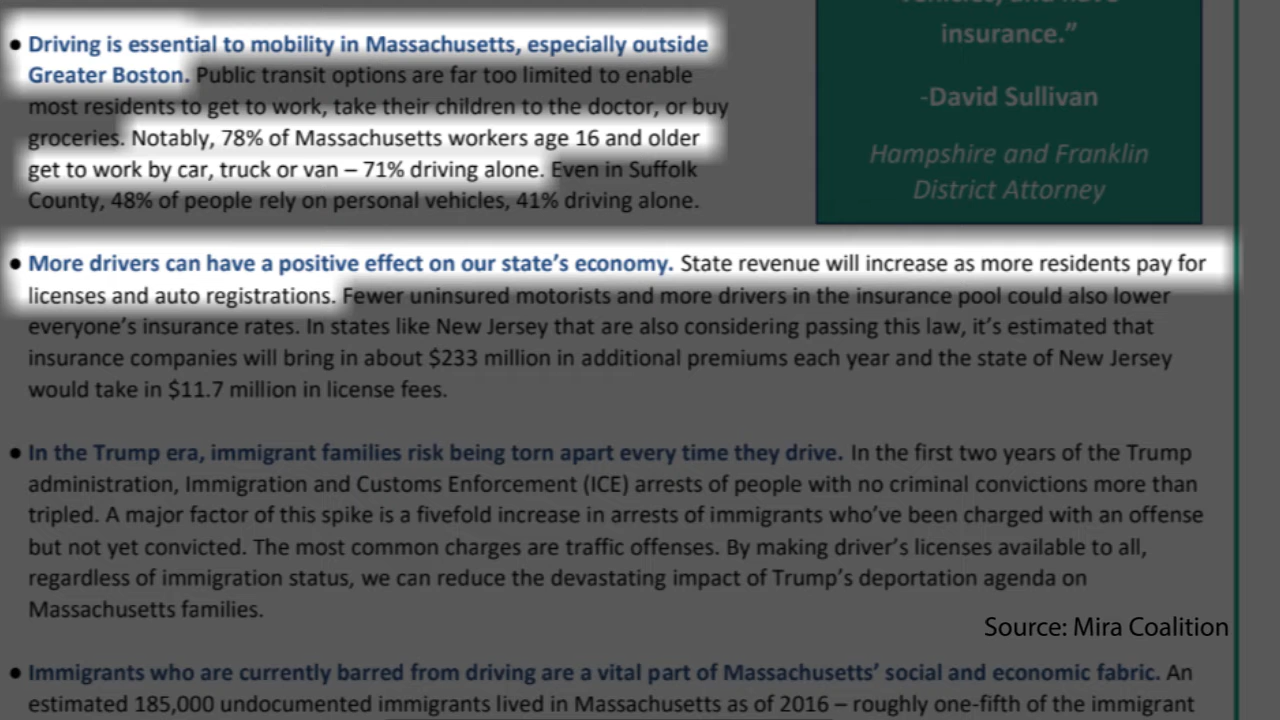 • Driving is essential to mobility in Massachusetts, especially outside
Greater Boston. Public transit options are far too limited to enable
most residents to get to work, take their children to the doctor, or buy
groceries. Notably, 78% of Massachusetts workers age 16 and older
get to work by car, truck or van – 71% driving alone. Even in Suffolk
County, 48% of people rely on personal vehicles, 41% driving alone.
insurance.”
-David Sullivan
Hampshire and Franklin
District Attorney
• More drivers can have a positive effect on our state’s economy. State revenue will increase as more residents pay for
licenses and auto registrations. Fewer uninsured motorists and more drivers in the insurance pool could also lower
everyone’s insurance rates. In states like New Jersey that are also considering passing this law, it’s estimated that
insurance companies will bring in about $233 million in additional premiums each year and the state of New Jersey
would take in $11.7 million in license fees.
• In the Trump era, immigrant families risk being torn apart every time they drive. In the first two years of the Trump
administration, Immigration and Customs Enforcement (ICE) arrests of people with no criminal convictions more than
tripled. A major factor of this spike is a fivefold increase in arrests of immigrants who’ve been charged with an offense
but not yet convicted. The most common charges are traffic offenses. By making driver’s licenses available to all,
regardless of immigration status, we can reduce the devastating impact of Trump’s deportation agenda on
Massachusetts families.
Source: Mira Coalition
• Immigrants who are currently barred from driving are a vital part of Massachusetts’ social and economic fabric. An
estimated 185,000 undocumented immigrants lived in Massachusetts as of 2016 – roughly one-fifth of the immigrant